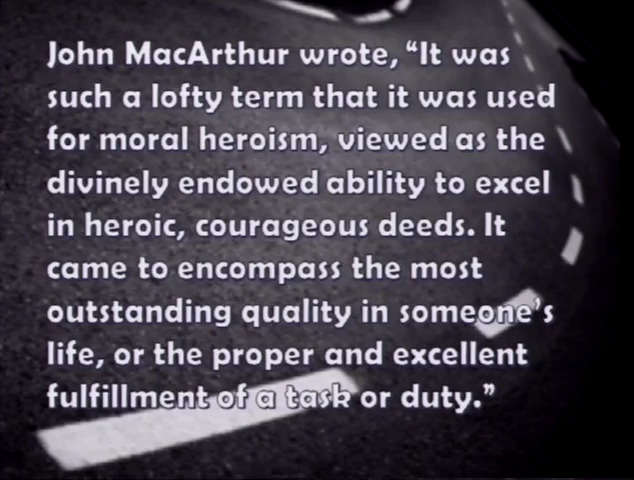 John MacArthur wrote, “It was
such a lofty term that it was used
for moral heroism, viewed as the
divinely endowed ability to excel
in heroic, courageous deeds. It
came to encompass the most
outstanding quality in someone’s
life, or the proper and excellent
fulfillment of a task or duty.”